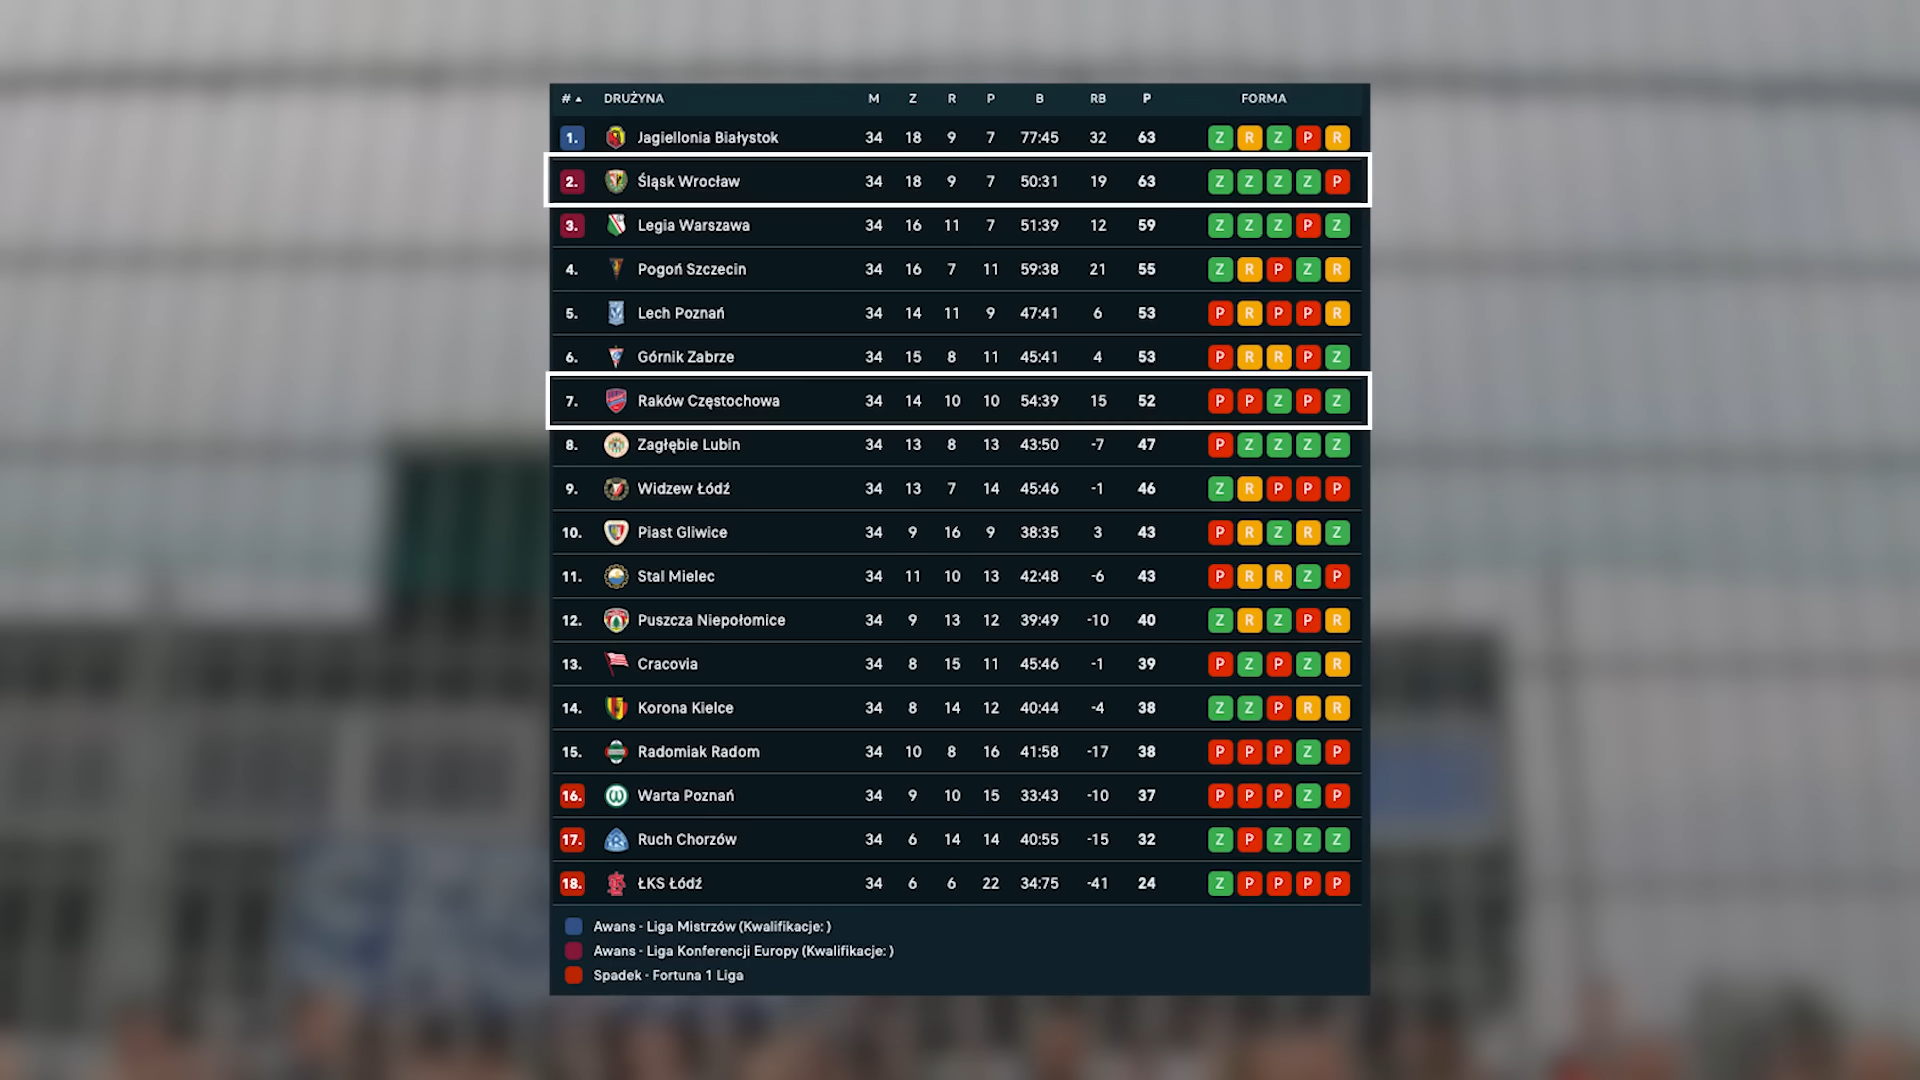 # DRUŻYNA M Z R P B RB P FORMA
1. Jagiellonia Białystok 34 18 9 7 77:45 32 63 Z R Z P R
2. Śląsk Wrocław 34 18 9 7 50:31 19 63 Z Z Z Z P
3. Legia Warszawa 34 16 11 7 51:39 12 59 Z Z Z P Z
4. Pogoń Szczecin 34 16 7 11 59:38 21 55 Z R P Z R
5. Lech Poznań 34 14 11 9 47:41 6 53 P R P P R
6. Górnik Zabrze 34 15 8 11 45:41 4 53 P R R P Z
7. Raków Częstochowa 34 14 10 10 54:39 15 52 P P Z P Z
8. Zagłębie Lubin 34 13 8 13 43:50 -7 47 P Z Z Z Z
9. Widzew Łódź 34 13 7 14 45:46 -1 46 Z R P P P
10. Piast Gliwice 34 9 16 9 38:35 3 43 P R Z R Z
11. Stal Mielec 34 11 10 13 42:48 -6 43 P R R Z P
12. Puszcza Niepołomice 34 9 13 12 39:49 -10 40 Z R Z P R
13. Cracovia 34 8 15 11 45:46 -1 39 P Z P Z R
14. Korona Kielce 34 8 14 12 40:44 -4 38 Z Z P R R
15. Radomiak Radom 34 10 8 16 41:58 -17 38 P P P Z P
16. Warta Poznań 34 9 10 15 33:43 -10 37 P P P Z P
17. Ruch Chorzów 34 6 14 14 40:55 -15 32 Z P Z Z Z
18. ŁKS Łódź 34 6 6 22 34:75 -41 24 Z P P P P
Awans - Liga Mistrzów (Kwalifikacje: )
Awans - Liga Konferencji Europy (Kwalifikacje: )
Spadek - Fortuna 1 Liga